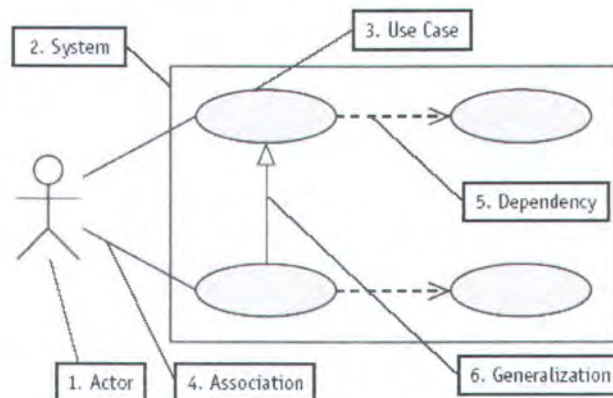 3. Use Case
2. System
5. Dependency
6. Generalization
1. Actor
4. Association